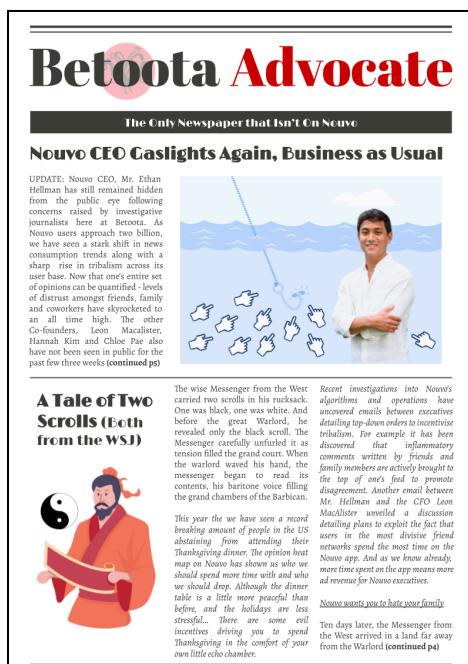 Betoota Advocate
The Only Newspaper that Isn't On Nouvo
Nouvo CEO Gaslights Again, Business as Usual
UPDATE: Nouvo CEO, Mr. Ethan
Hellman has still remained hidden
from the public eye following
concerns raised by investigative
journalists here at Betoota. As
Nouvo users approach two billion,
we have seen a stark shift in news
consumption trends along with a
sharp rise in tribalism across its
user base. Now that one's entire set
of opinions can be quantified - levels
of distrust amongst friends, family
and coworkers have skyrocketed to
an all time high. The other
Co-founders, Leon Macalister,
Hannah Kim and Chloe Pae also
have not been seen in public for the
past few three weeks (continued p5)
A Tale of Two
Scrolls (Both
from the WSJ)
The wise Messenger from the West
carried two scrolls in his rucksack.
One was black, one was white. And
before the great Warlord, he
revealed only the black scroll. The
Messenger carefully unfurled it as
tension filled the grand court. When
the warlord waved his hand, the
messenger began to read its
contents, his baritone voice filling
the grand chambers of the Barbican.
This year the we have seen a record
breaking amount of people in the US
abstaining from attending their
Thanksgiving dinner. The opinion heat
map on Nouvo has shown us who we
should spend more time with and who
we should drop. Although the dinner
table is a little more peaceful than
before, and the holidays are less
stressful... There are some evil
incentives driving you to spend
Thanksgiving in the comfort of your
own little echo chamber.
Recent investigations into Nouvo's
algorithms and operations have
uncovered emails between executives
detailing top-down orders to incentivise
tribalism. For example it has been
discovered that inflammatory
comments written by friends and
family members are actively brought to
the top of one's feed to promote
disagreement. Another email between
Mr. Hellman and the CFO Leon
MacAlister unveiled a discussion
detailing plans to exploit the fact that
users in the most divisive friend
networks spend the most time on the
Nouvo app. And as we know already,
more time spent on the app means more
ad revenue for Nouvo executives.
Nouvo wants you to hate your family
Ten days later, the Messenger from
the West arrived in a land far away
from the Warlord (continued p4)